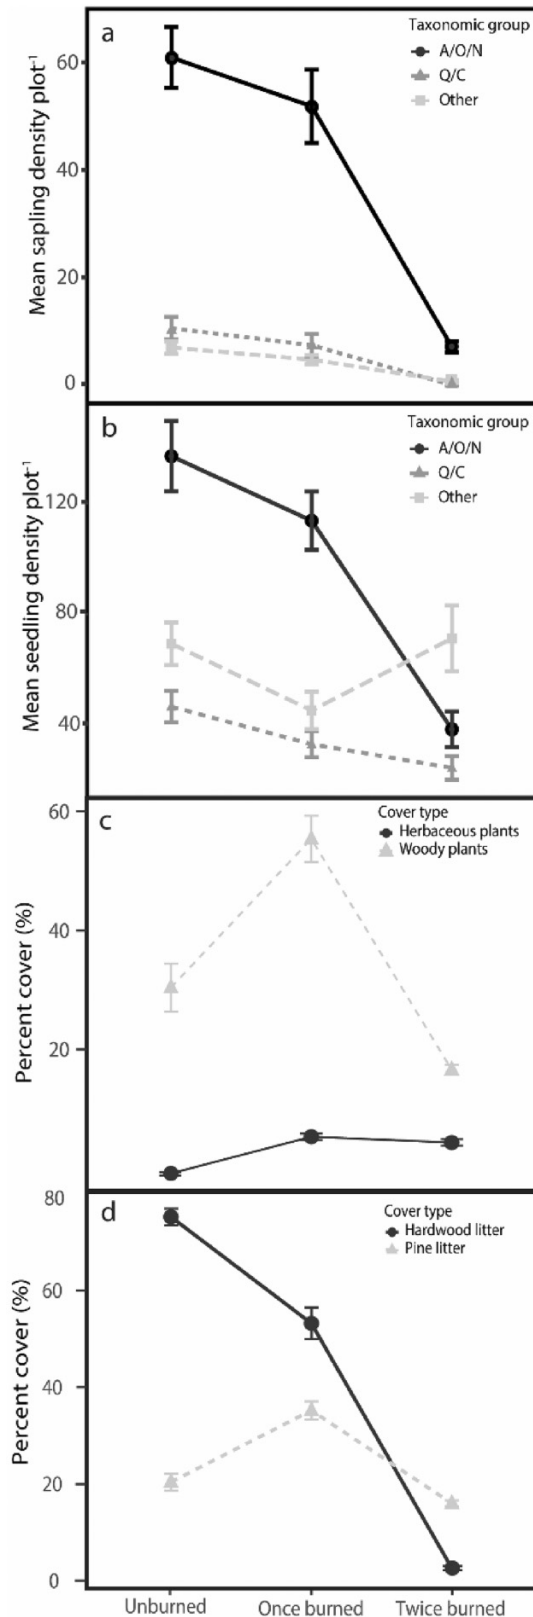 a
Taxonomic group
A/O/N
Q/C
Other
Mean sapling density plot⁻¹
60
40
20
0
b
Taxonomic group
A/O/N
Q/C
Other
Mean seedling density plot⁻¹
120
80
40
c
Cover type
Herbaceous plants
Woody plants
Percent cover (%)
60
40
20
d
Cover type
Hardwood litter
Pine litter
Percent cover (%)
80
60
40
20
0
Unburned Once burned Twice burned